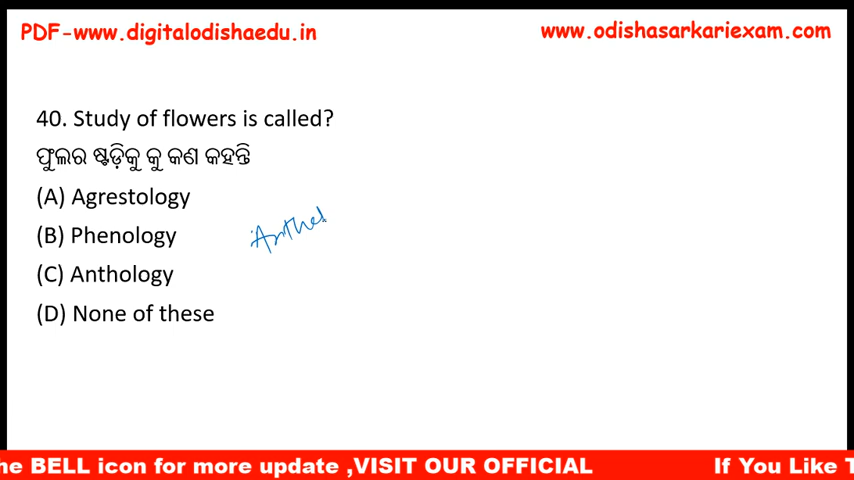 PDF-www.digitalodishaedu.in
www.odishasarkariexam.com
40. Study of flowers is called?
ଫୁଲର ଷ୍ଟଡ଼ିକୁ କୁ କଣ କହନ୍ତି
(A) Agrestology
(B) Phenology
Anthe
(C) Anthology
(D) None of these
he BELL icon for more update ,VISIT OUR OFFICIAL
If You Like T